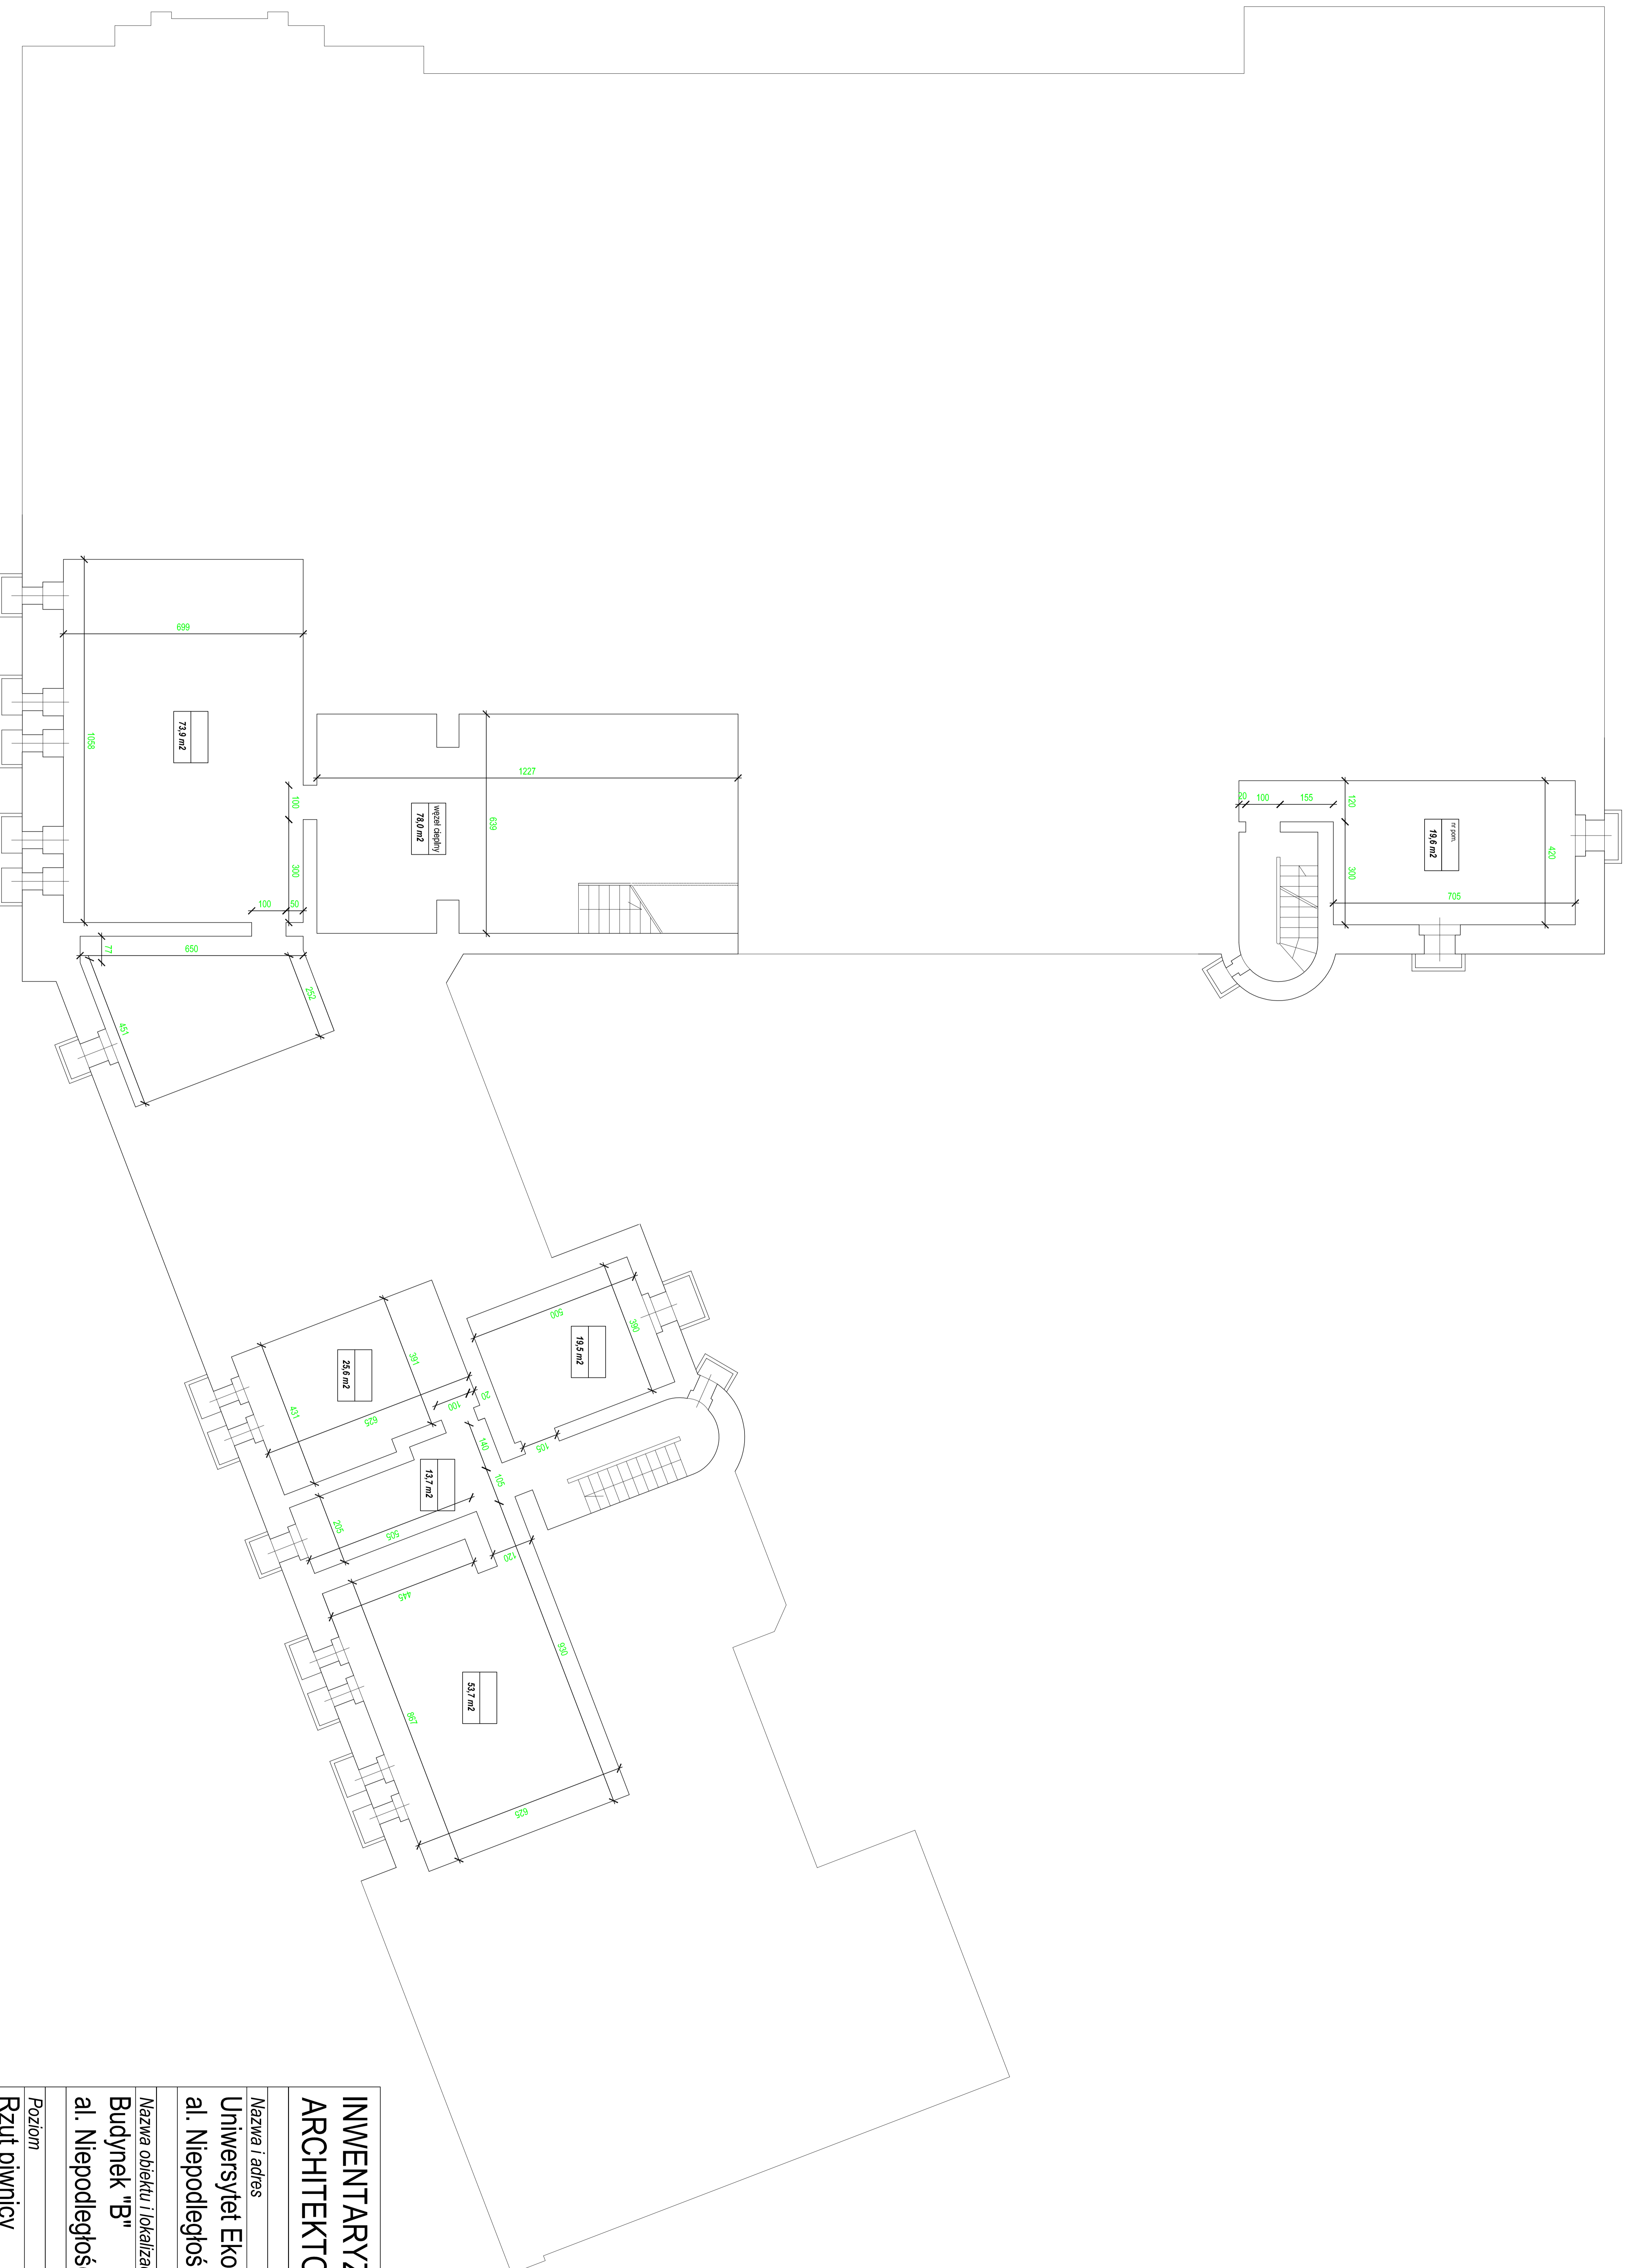 699
1058
73,9 m2
100
300
100
50
1227
639
węzeł cieplny
78,0 m2
20
100
155
120
300
nr pom.
19,6 m2
420
705
77
650
252
451
500
390
19,5 m2
391
25,6 m2
431
625
100
20
140
105
105
13,7 m2
205
505
120
445
930
53,7 m2
867
625
INWENTARYZ
ARCHITEKTO
Nazwa i adres
Uniwersytet Eko
al. Niepodległoś
Nazwa obiektu i lokalizac
Budynek "B"
al. Niepodległoś
Poziom
Rzut piwnicy